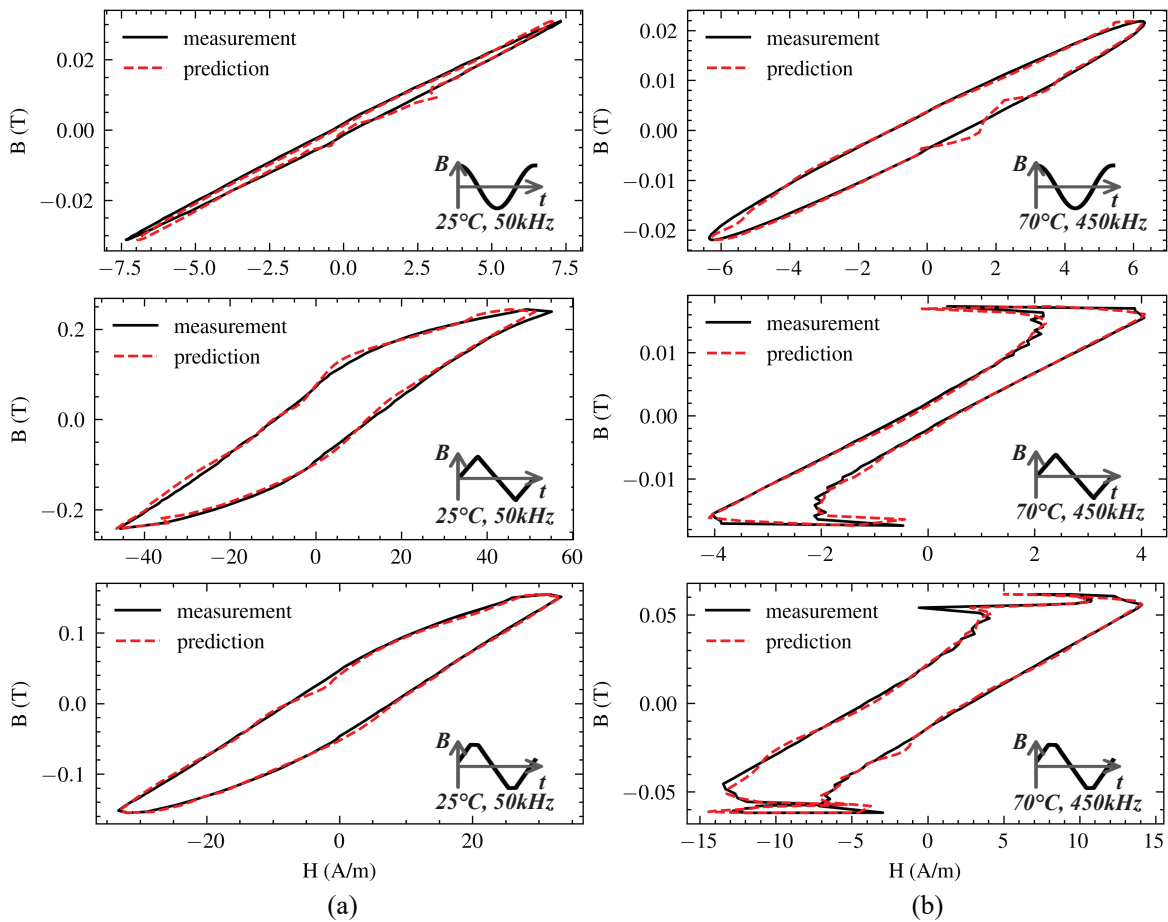 measurement
prediction
0.02
0.00
−0.02
B (T)
B
t
25°C, 50kHz
−7.5 −5.0 −2.5 0.0 2.5 5.0 7.5
measurement
prediction
0.02
0.01
0.00
−0.01
−0.02
B (T)
B
t
70°C, 450kHz
−6 −4 −2 0 2 4 6
measurement
prediction
0.2
0.0
−0.2
B (T)
B
t
25°C, 50kHz
−40 −20 0 20 40 60
measurement
prediction
0.01
0.00
−0.01
B (T)
B
t
70°C, 450kHz
−4 −2 0 2 4
measurement
prediction
0.1
0.0
−0.1
B (T)
B
t
25°C, 50kHz
−20 0 20
H (A/m)
(a)
measurement
prediction
0.05
0.00
−0.05
B (T)
B
t
70°C, 450kHz
−15 −10 −5 0 5 10 15
H (A/m)
(b)